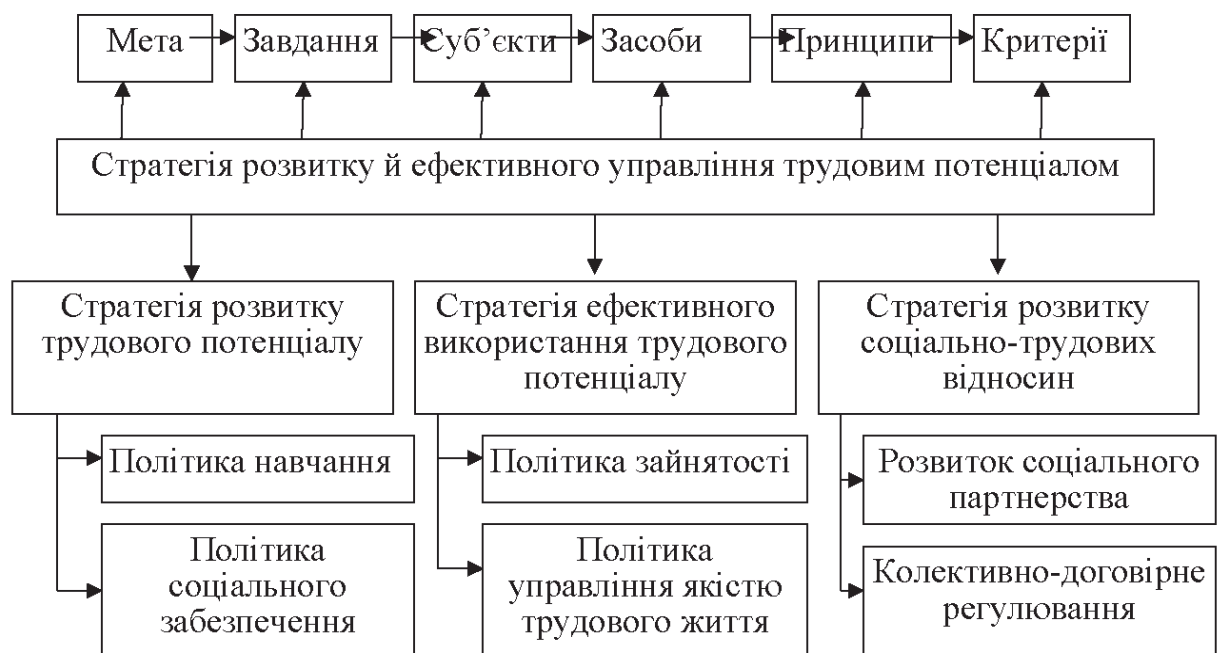 Мета
Завдання
Суб’єкти
Засоби
Принципи
Критерії
Стратегія розвитку й ефективного управління трудовим потенціалом
Стратегія розвитку
трудового потенціалу
Стратегія ефективного
використання трудового
потенціалу
Стратегія розвитку
соціально-трудових
відносин
Політика навчання
Політика зайнятості
Розвиток соціального
партнерства
Політика
соціального
забезпечення
Політика
управління якістю
трудового життя
Колективно-договірне
регулювання